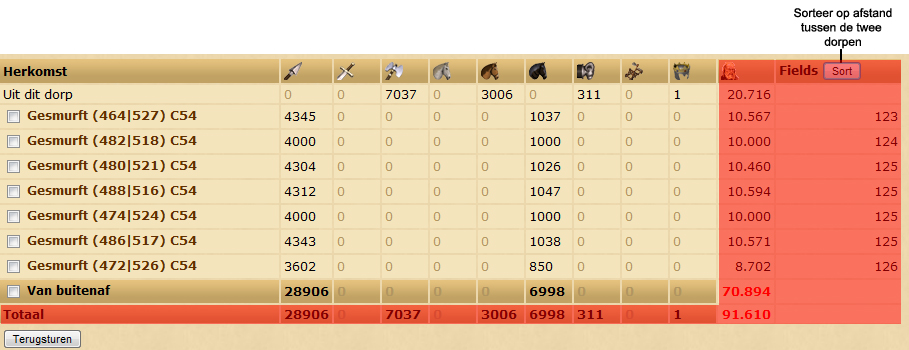 Sorteer op afstand
tussen de twee
dorpen
Herkomst Fields Sort
Uit dit dorp 0 0 7037 0 3006 0 311 0 1 20.716
Gesmurft (464|527) C54 4345 0 0 0 0 1037 0 0 0 10.567 123
Gesmurft (482|518) C54 4000 0 0 0 0 1000 0 0 0 10.000 124
Gesmurft (480|521) C54 4304 0 0 0 0 1026 0 0 0 10.460 125
Gesmurft (488|516) C54 4312 0 0 0 0 1047 0 0 0 10.594 125
Gesmurft (474|524) C54 4000 0 0 0 0 1000 0 0 0 10.000 125
Gesmurft (486|517) C54 4343 0 0 0 0 1038 0 0 0 10.571 125
Gesmurft (472|526) C54 3602 0 0 0 0 850 0 0 0 8.702 126
Van buitenaf 28906 0 0 0 0 6998 0 0 0 70.894
Totaal 28906 0 7037 0 3006 6998 311 0 1 91.610
Terugsturen